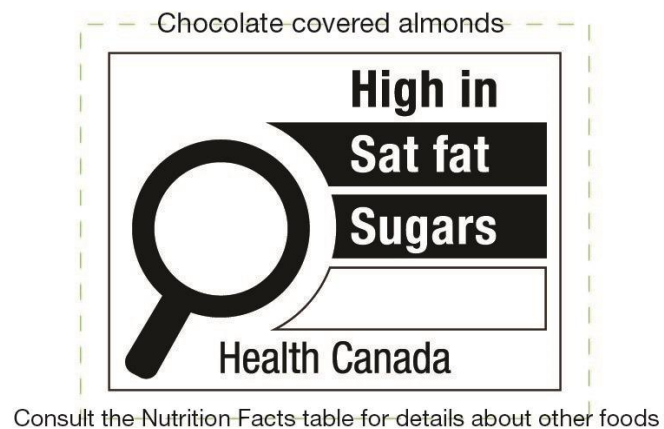 Chocolate covered almonds
High in
Sat fat
Sugars
Health Canada
Consult the Nutrition Facts table for details about other foods